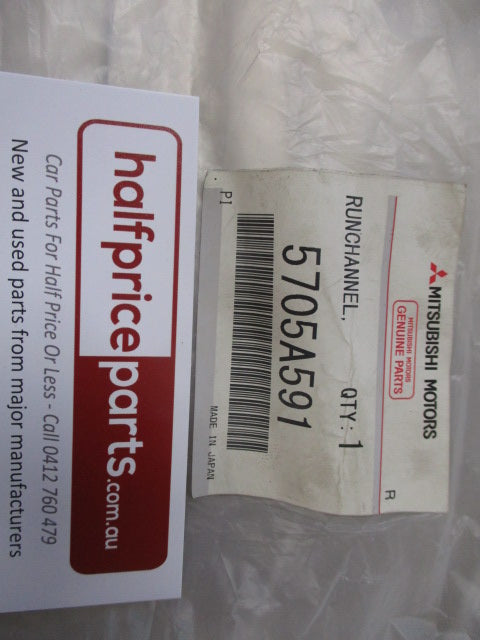 MITSUBISHI MOTORS
MITSUBISHI MOTORS
GENUINE PARTS
R
RUNCHANNEL, QTY: 1
5705A591
PI
MADE IN JAPAN
halfpriceparts.com.au
Car Parts For Half Price Or Less - Call 0412 760 479
New and used parts from major manufacturers